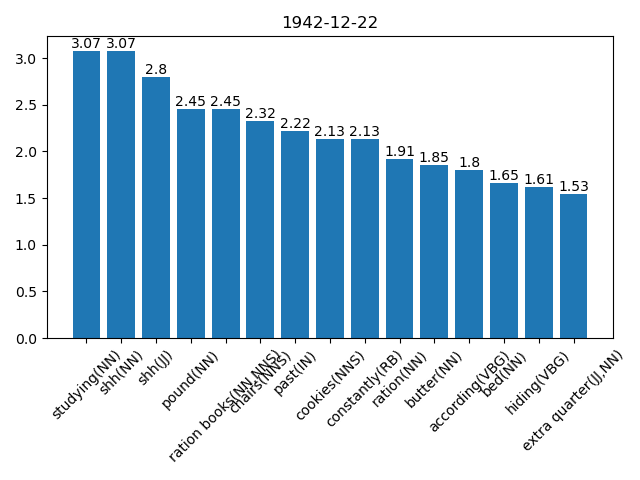 1942-12-22
3.07 3.07 2.8 2.45 2.45 2.32 2.22 2.13 2.13 1.91 1.85 1.8 1.65 1.61 1.53
3.0
2.5
2.0
1.5
1.0
0.5
0.0
studying(NN)
shh(NN)
shh(JJ)
pound(NN)
ration books(NN,NNS)
chairs(NNS)
past(IN)
cookies(NNS)
constantly(RB)
ration(NN)
butter(NN)
according(VBG)
bed(NN)
hiding(VBG)
extra quarter(JJ,NN)